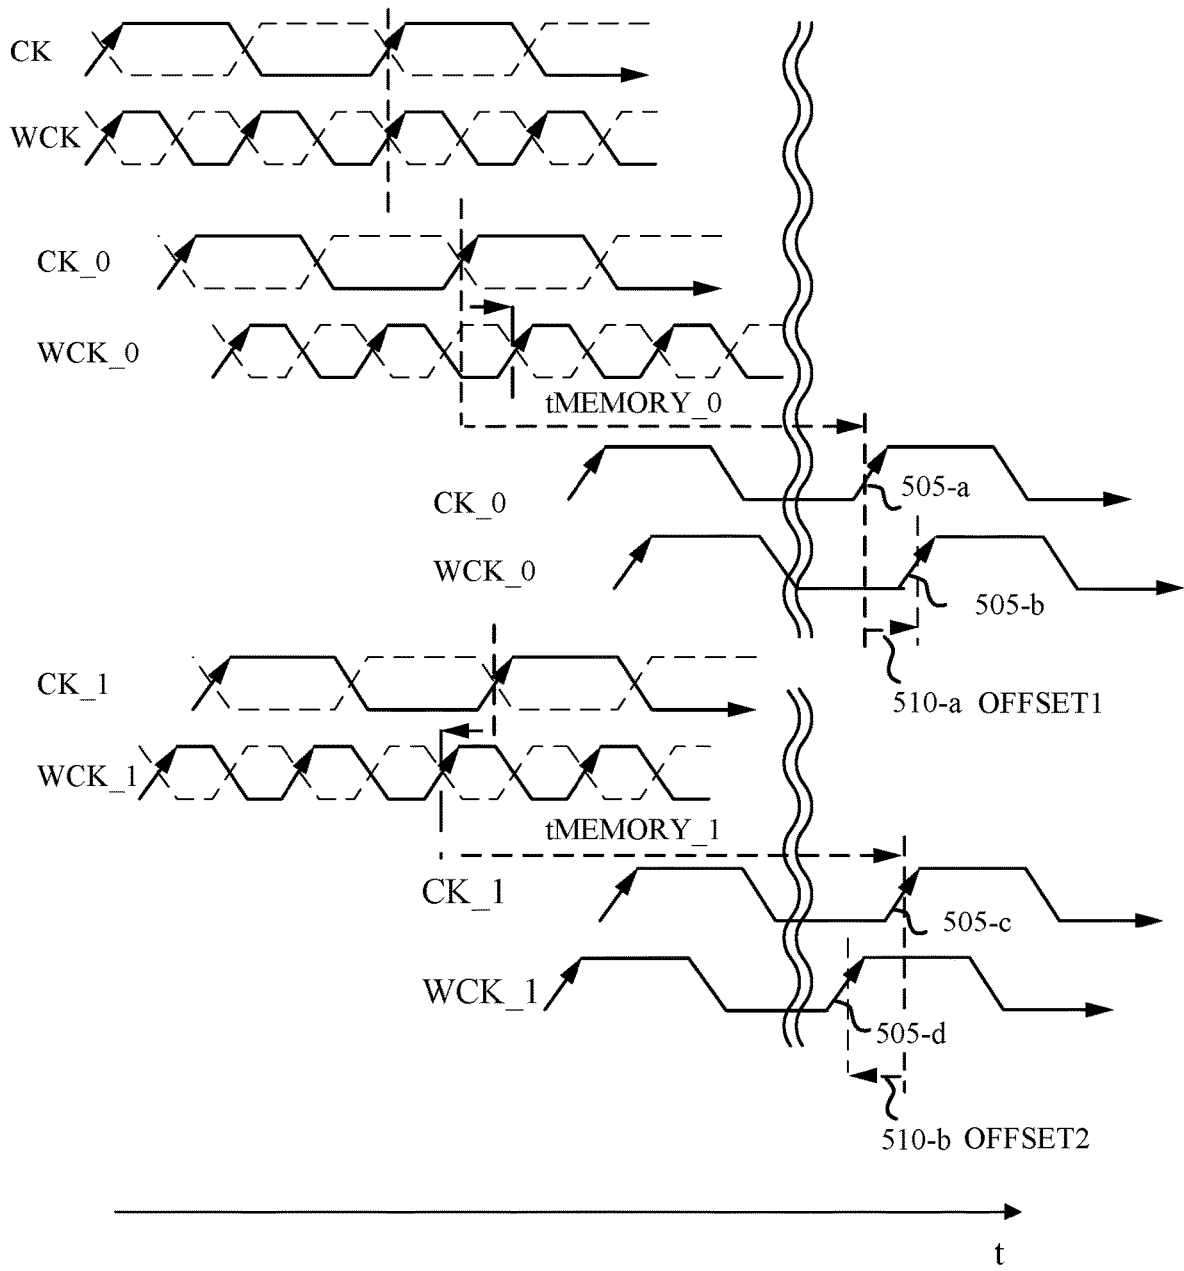 CK
WCK
CK_0
WCK_0
tMEMORY_0
CK_0
505-a
WCK_0
505-b
CK_1
510-a OFFSET1
WCK_1
tMEMORY_1
CK_1
505-c
WCK_1
505-d
510-b OFFSET2
t